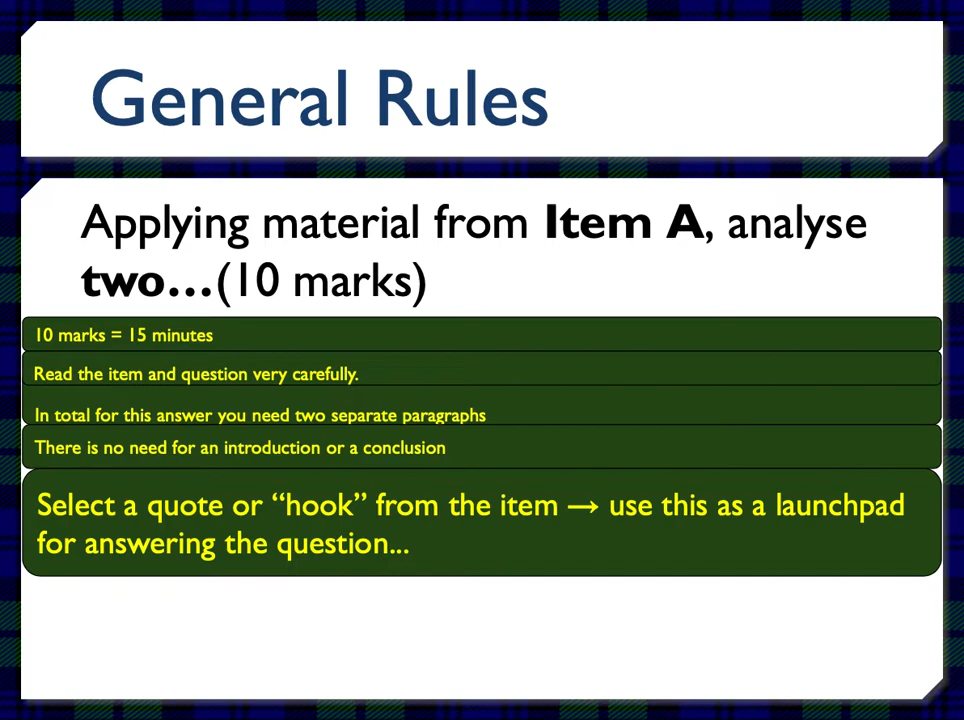 General Rules
Applying material from Item A, analyse
two…(10 marks)
10 marks = 15 minutes
Read the item and question very carefully.
In total for this answer you need two separate paragraphs
There is no need for an introduction or a conclusion
Select a quote or “hook” from the item → use this as a launchpad
for answering the question...